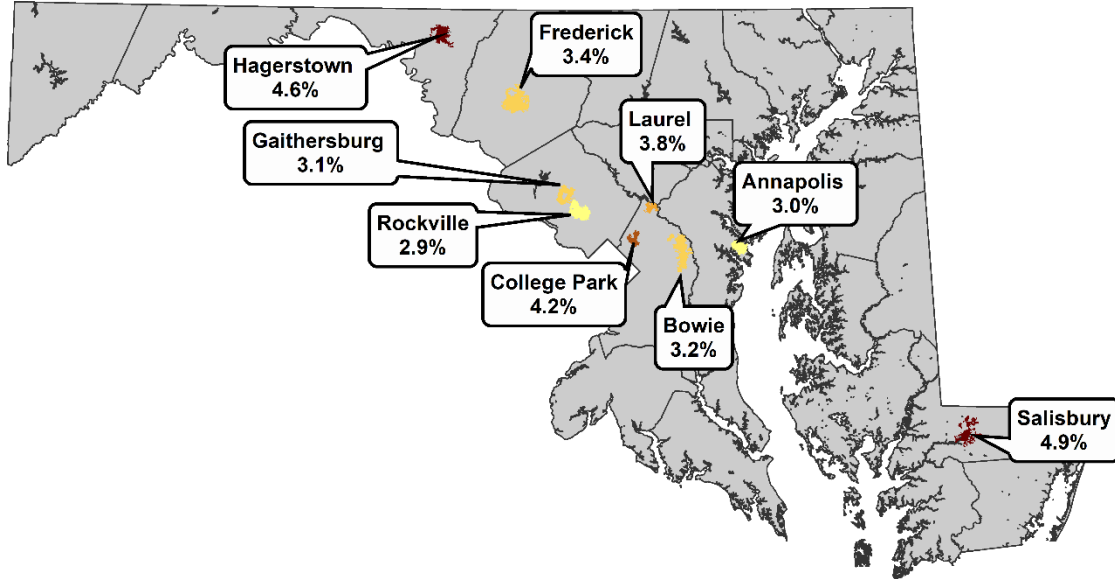 Frederick
3.4%
Hagerstown
4.6%
Laurel
3.8%
Gaithersburg
3.1%
Annapolis
3.0%
Rockville
2.9%
College Park
4.2%
Bowie
3.2%
Salisbury
4.9%